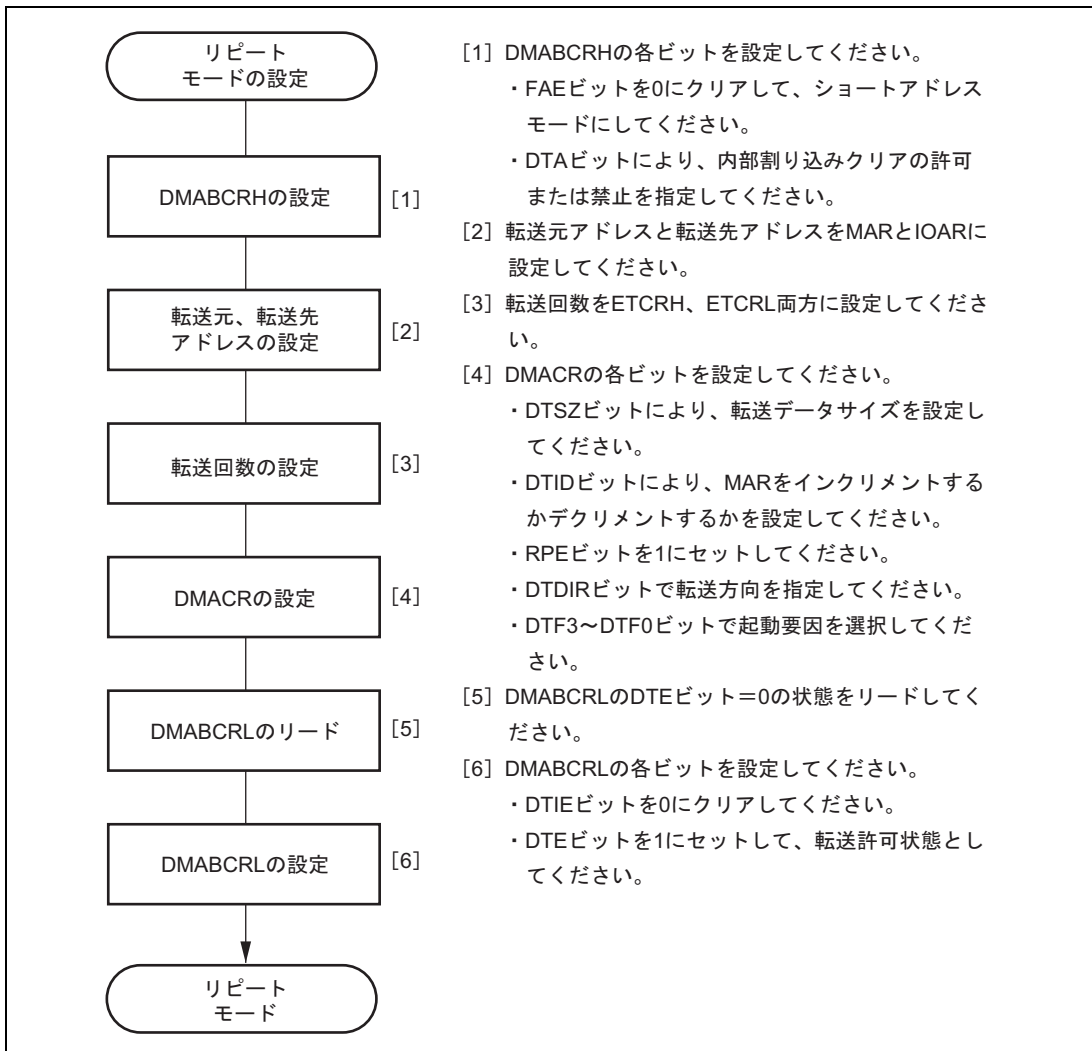 リピート
モードの設定
DMABCRHの設定
[1]
転送元、転送先
アドレスの設定
[2]
転送回数の設定
[3]
DMACRの設定
[4]
DMABCRLのリード
[5]
DMABCRLの設定
[6]
リピート
モード
[1] DMABCRHの各ビットを設定してください。
・FAEビットを0にクリアして、ショートアドレス
モードにしてください。
・DTAビットにより、内部割り込みクリアの許可
または禁止を指定してください。
[2] 転送元アドレスと転送先アドレスをMARとIOARに
設定してください。
[3] 転送回数をETCRH、ETCRL両方に設定してくださ
い。
[4] DMACRの各ビットを設定してください。
・DTSZビットにより、転送データサイズを設定し
てください。
・DTIDビットにより、MARをインクリメントする
かデクリメントするかを設定してください。
・RPEビットを1にセットしてください。
・DTDIRビットで転送方向を指定してください。
・DTF3～DTF0ビットで起動要因を選択してくだ
さい。
[5] DMABCRLのDTEビット＝0の状態をリードしてく
ださい。
[6] DMABCRLの各ビットを設定してください。
・DTIEビットを0にクリアしてください。
・DTEビットを1にセットして、転送許可状態とし
てください。